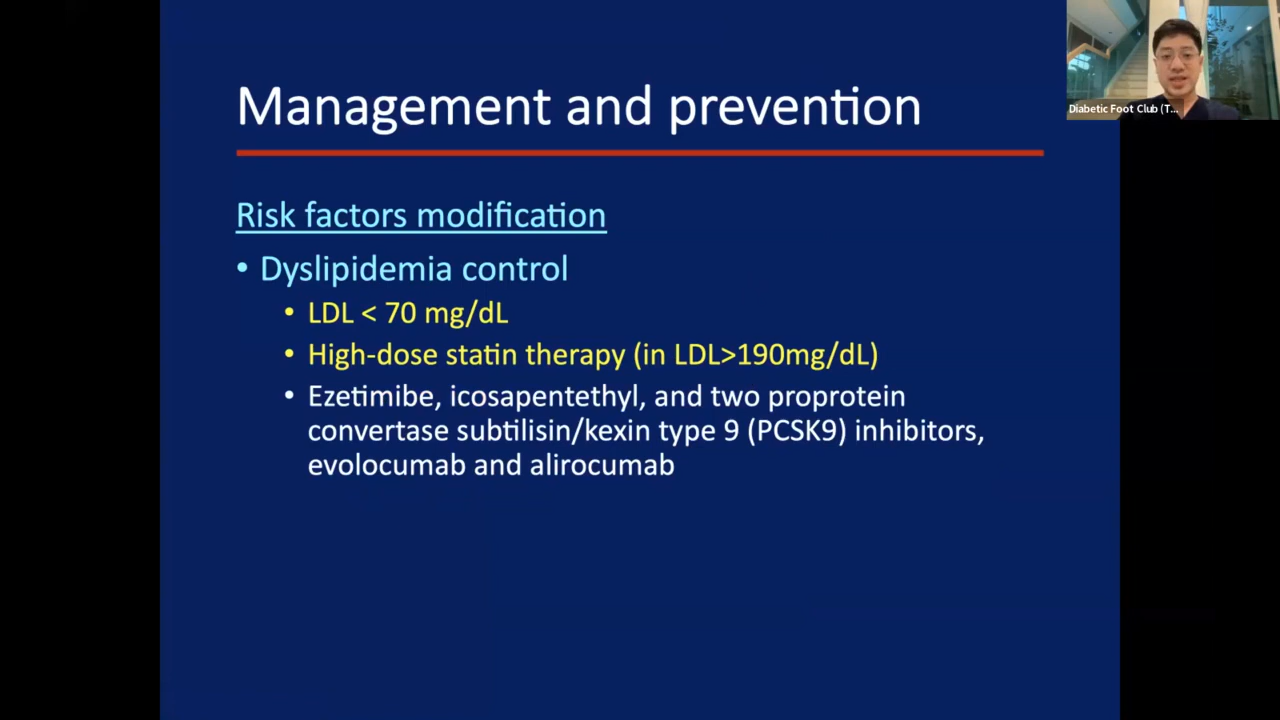 Management and prevention
Diabetic Foot Club (T...
Risk factors modification
• Dyslipidemia control
• LDL < 70 mg/dL
• High-dose statin therapy (in LDL>190mg/dL)
• Ezetimibe, icosapentethyl, and two proprotein
convertase subtilisin/kexin type 9 (PCSK9) inhibitors,
evolocumab and alirocumab